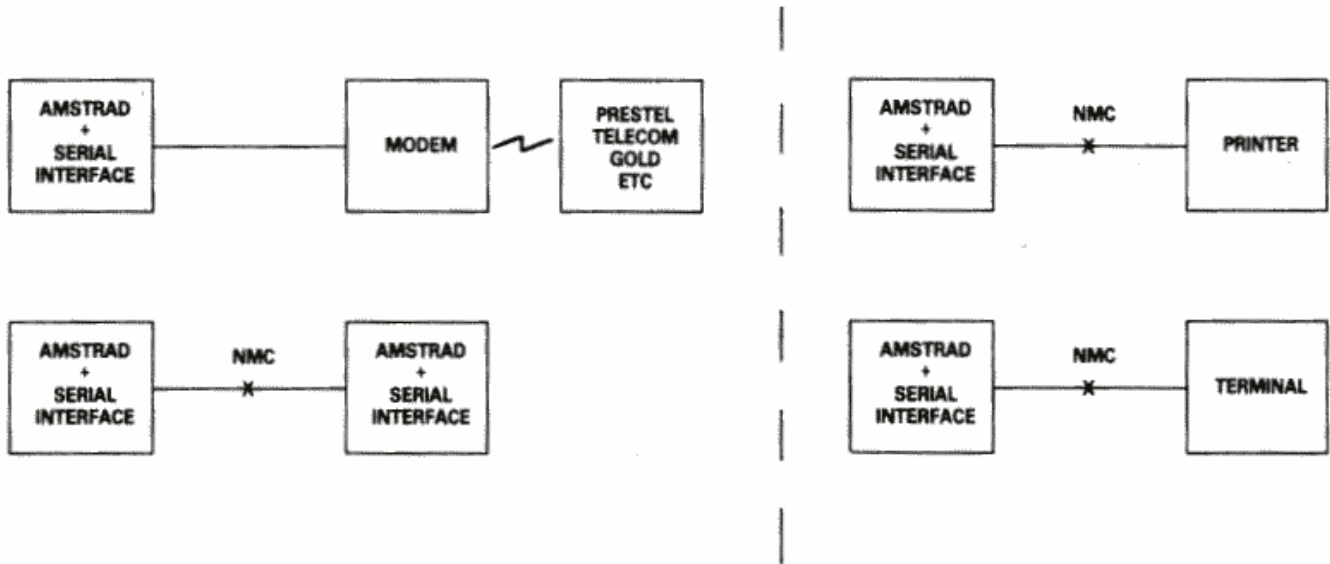 AMSTRAD
+
SERIAL
INTERFACE
MODEM
PRESTEL
TELECOM
GOLD
ETC
AMSTRAD
+
SERIAL
INTERFACE
NMC
PRINTER
AMSTRAD
+
SERIAL
INTERFACE
NMC
AMSTRAD
+
SERIAL
INTERFACE
AMSTRAD
+
SERIAL
INTERFACE
NMC
TERMINAL